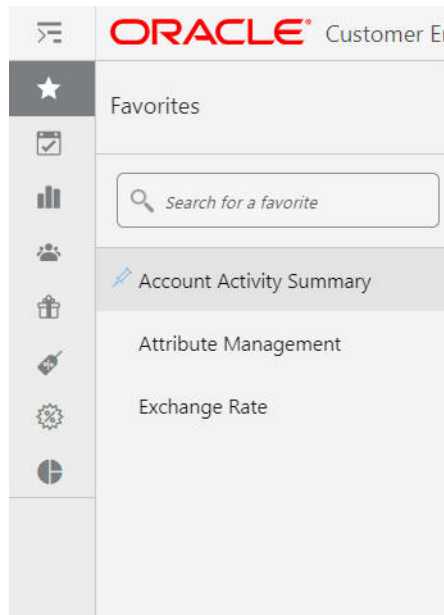 ORACLE® Customer
Favorites
Search for a favorite
Account Activity Summary
Attribute Management
Exchange Rate